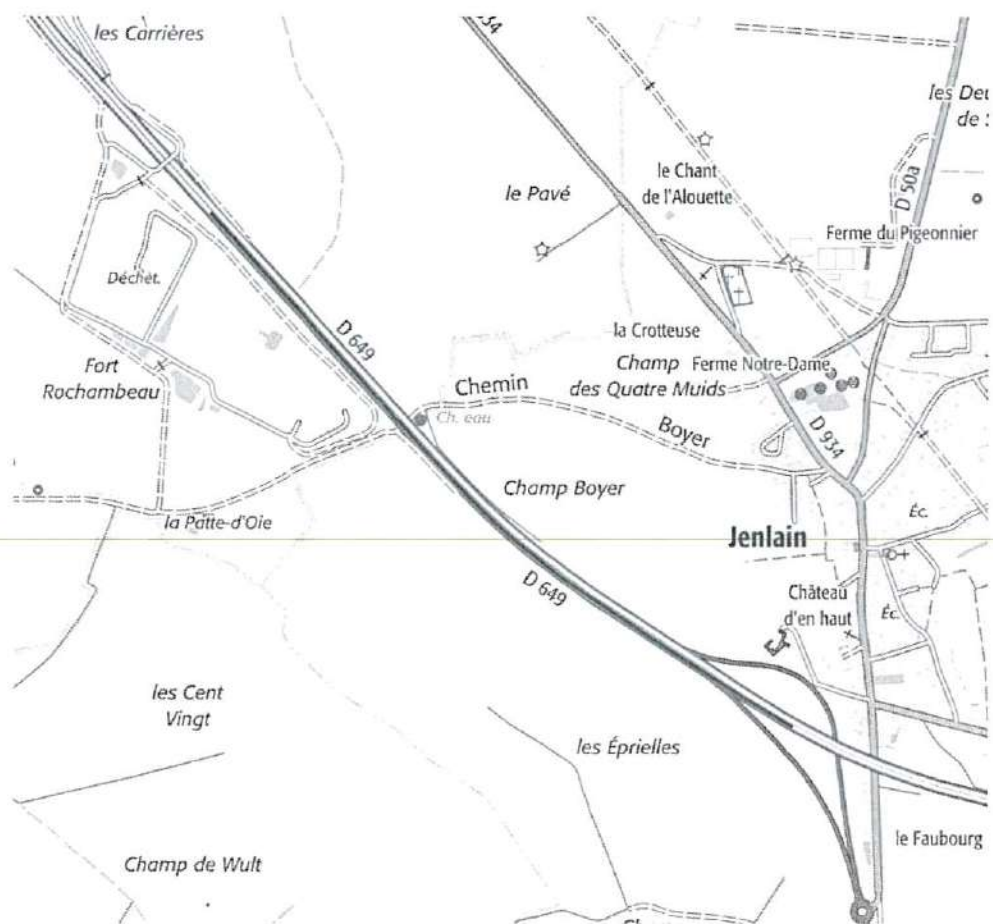 les Carrières
34
les Deu
de S
le Chant
de l'Alouette
le Pavé
D 50a
Ferme du Pigeonnier
Déchèt.
D 649
la Crotteuse
Fort
Rochambeau
Champ
des Quatre Muids
Ferme Notre-Dame
Chemin
Boyer
Ch. eau
D 934
Champ Boyer
la Patte-d'Oie
Éc.
Jenlain
D 649
Château
d'en haut
Éc.
les Cent
Vingt
les Éprielles
le Faubourg
Champ de Wult